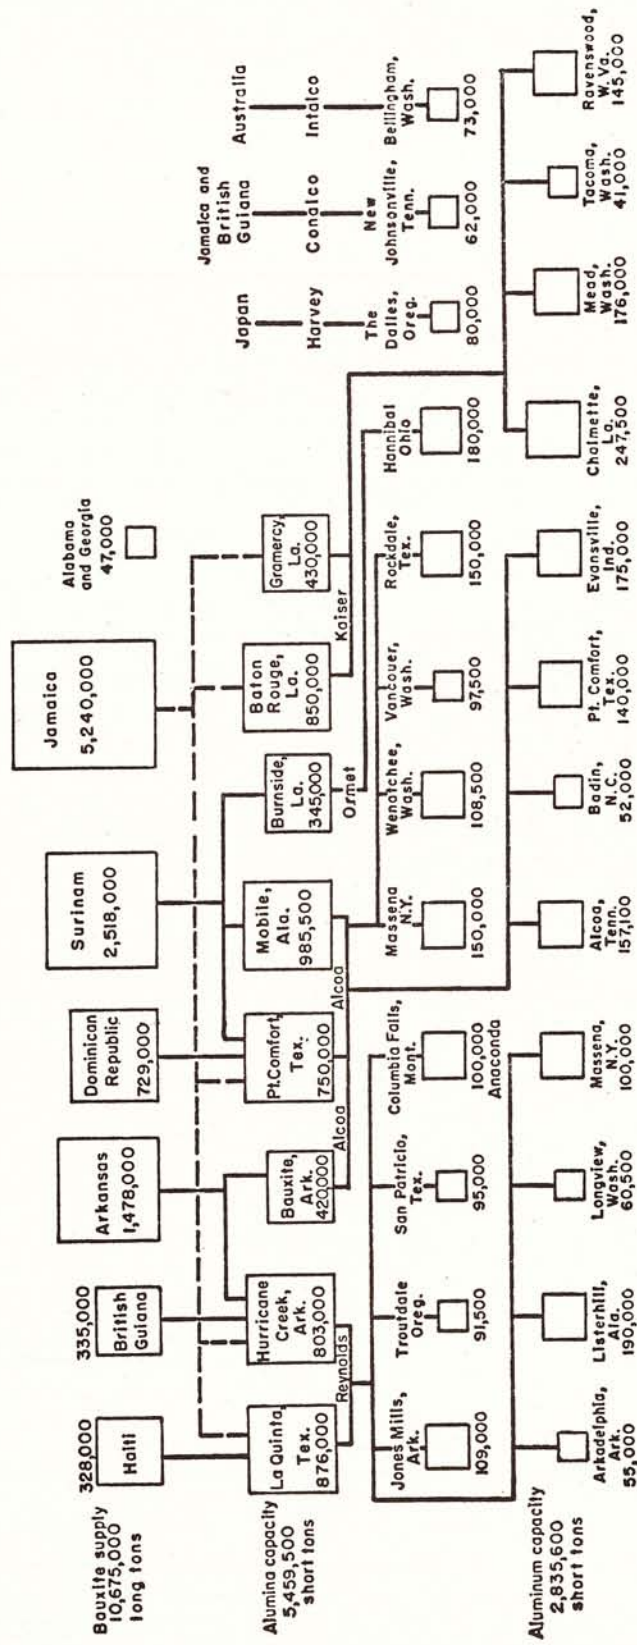 Bauxite supply
10,675,000
long tons
328,000
Haiti
335,000
British
Guiana
Arkansas
1,478,000
Dominican
Republic
729,000
Surinam
2,518,000
Jamaica
5,240,000
Alabama
and Georgia
47,000
Alumina capacity
5,459,500
short tons
La Quinta,
Tex.
876,000
Hurricane
Creek,
Ark.
803,000
Bauxite,
Ark.
420,000
Pt.Comfort,
Tex.
750,000
Mobile,
Ala.
985,500
Burnside,
La.
345,000
Baton
Rouge,
La.
850,000
Gramercy,
La.
430,000
Reynolds
Alcoa
Alcoa
Ormet
Kaiser
Japan
Harvey
The
Dalles,
Oreg.
80,000
Jamaica and
British
Guiana
Conalco
New
Johnsonville,
Tenn.
62,000
Australia
Intalco
Bellingham,
Wash.
73,000
Jones Mills,
Ark.
109,000
Troutdale
Oreg.
91,500
San Patricio,
Tex.
95,000
Columbia Falls,
Mont.
100,000
Anaconda
Massena
N.Y.
150,000
Wenatchee,
Wash.
108,500
Vancouer,
Wash.
97,500
Rockdale,
Tex.
150,000
Hannibal
Ohio
180,000
Aluminum capacity
2,835,600
short tons
Arkadelphia,
Ark.
55,000
Listerhill,
Ala.
190,000
Longview,
Wash.
60,500
Massena,
N.Y.
100,000
Alcoa,
Tenn.
157,100
Badin,
N.C.
52,000
Pt. Comfort,
Tex.
140,000
Evansville,
Ind.
175,000
Chalmette,
La.
247,500
Mead,
Wash.
176,000
Tacoma,
Wash.
41,000
Ravenswood,
W. Va.
145,000